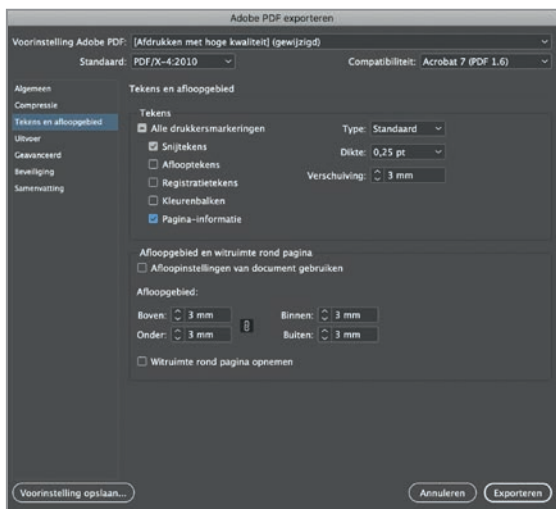 Adobe PDF exporteren
Voorinstelling Adobe PDF: [Afdrukken met hoge kwaliteit] (gewijzigd)
Standaard: PDF/X-4:2010 Compatibiliteit: Acrobat 7 (PDF 1.6)
Algemeen
Compressie
Tekens en afloopgebied
Uitvoer
Geavanceerd
Beveiliging
Samenvatting
Tekens en afloopgebied
Tekens
Alle drukkersmarkeringen Type: Standaard
Snijtekens Dikte: 0,25 pt
Aflooptekens Verschuiving: 3 mm
Registratietekens
Kleurenbalken
Pagina-informatie
Afloopgebied en witruimte rond pagina
Afloopinstellingen van document gebruiken
Afloopgebied:
Boven: 3 mm Binnen: 3 mm
Onder: 3 mm Buiten: 3 mm
Witruimte rond pagina opnemen
Voorinstelling opslaan... Annuleren Exporteren